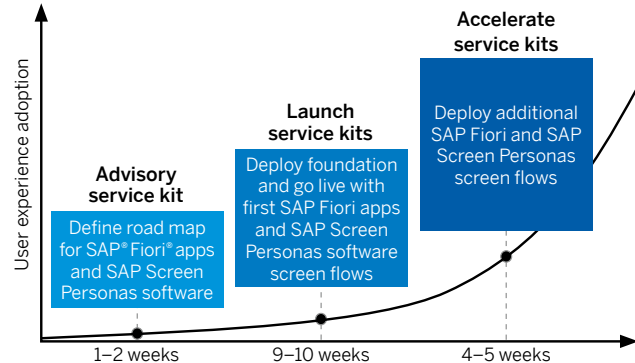 User experience adoption
Advisory
service kit
Define road map
for SAP® Fiori® apps
and SAP Screen
Personas software
1–2 weeks
Launch
service kits
Deploy foundation
and go live with
first SAP Fiori apps
and SAP Screen
Personas software
screen flows
9–10 weeks
Accelerate
service kits
Deploy additional
SAP Fiori and SAP
Screen Personas
screen flows
4–5 weeks